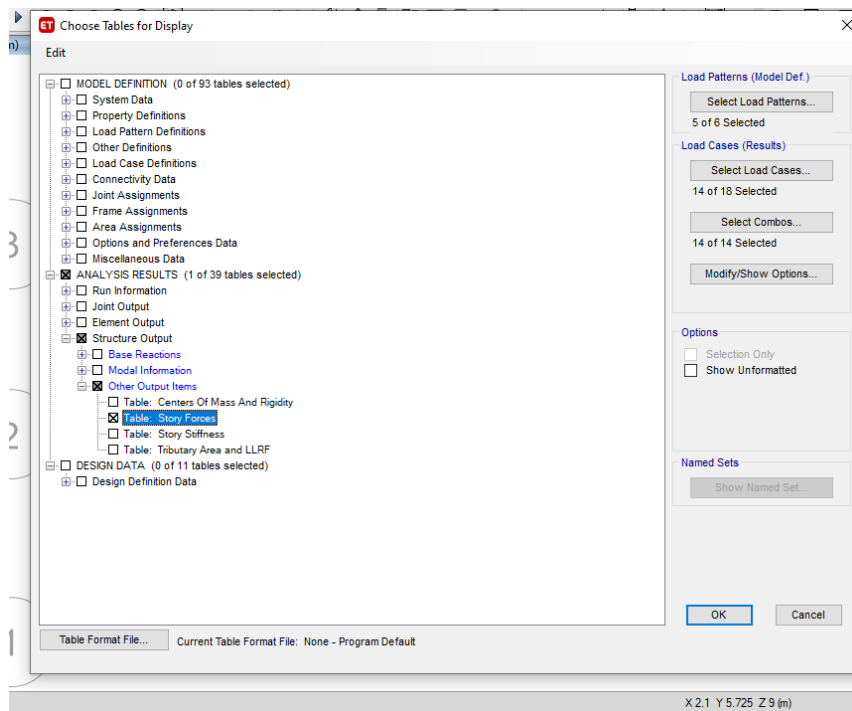 m)
ET Choose Tables for Display
Edit
MODEL DEFINITION (0 of 93 tables selected)
System Data
Property Definitions
Load Pattern Definitions
Other Definitions
Load Case Definitions
Connectivity Data
Joint Assignments
Frame Assignments
Area Assignments
Options and Preferences Data
Miscellaneous Data
ANALYSIS RESULTS (1 of 39 tables selected)
Run Information
Joint Output
Element Output
Structure Output
Base Reactions
Modal Information
Other Output Items
Table: Centers Of Mass And Rigidity
Table: Story Forces
Table: Story Stiffness
Table: Tributary Area and LLRF
DESIGN DATA (0 of 11 tables selected)
Design Definition Data
Load Patterns (Model Def.)
Select Load Patterns...
5 of 6 Selected
Load Cases (Results)
Select Load Cases...
14 of 18 Selected
Select Combos...
14 of 14 Selected
Modify/Show Options...
Options
Selection Only
Show Unformatted
Named Sets
Show Named Set...
OK Cancel
Table Format File... Current Table Format File: None - Program Default
3
2
1
X 2.1 Y 5.725 Z 9 (m)